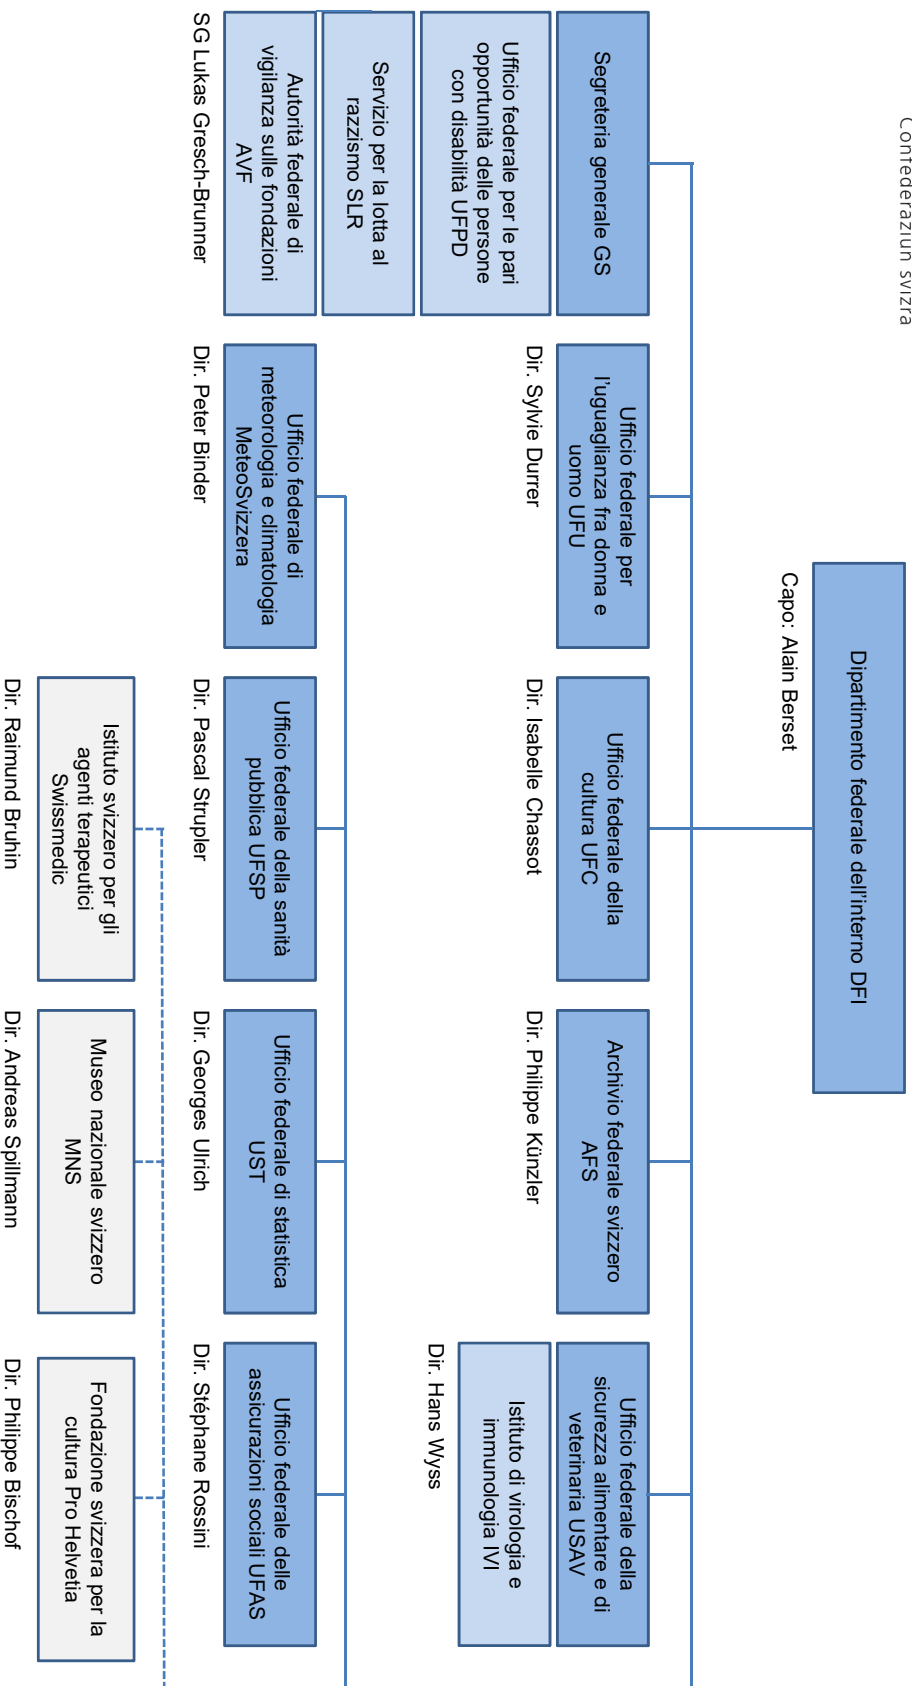 Confederaziun svizra
Dipartimento federale dell'interno DFI
Capo: Alain Berset
Segreteria generale GS
Ufficio federale per le pari
opportunità delle persone
con disabilità UFPD
Servizio per la lotta al
razzismo SLR
Autorità federale di
vigilanza sulle fondazioni
AVF
SG Lukas Gresch-Brunner
Ufficio federale per
l'uguaglianza fra donna e
uomo UFU
Dir. Sylvie Durrer
Ufficio federale della
cultura UFC
Dir. Isabelle Chassot
Archivio federale svizzero
AFS
Dir. Philippe Künzler
Ufficio federale della
sicurezza alimentare e di
veterinaria USAV
Istituto di virologia e
immunologia IVI
Dir. Hans Wyss
Ufficio federale di
meteorologia e climatologia
MeteoSvizzera
Dir. Peter Binder
Ufficio federale della sanità
pubblica UFSP
Dir. Pascal Strupler
Ufficio federale di statistica
UST
Dir. Georges Ulrich
Ufficio federale delle
assicurazioni sociali UFAS
Dir. Stéphane Rossini
Istituto svizzero per gli
agenti terapeutici
Swissmedic
Dir. Raimund Bruhin
Museo nazionale svizzero
MNS
Dir. Andreas Spillmann
Fondazione svizzera per la
cultura Pro Helvetia
Dir. Philippe Bischof